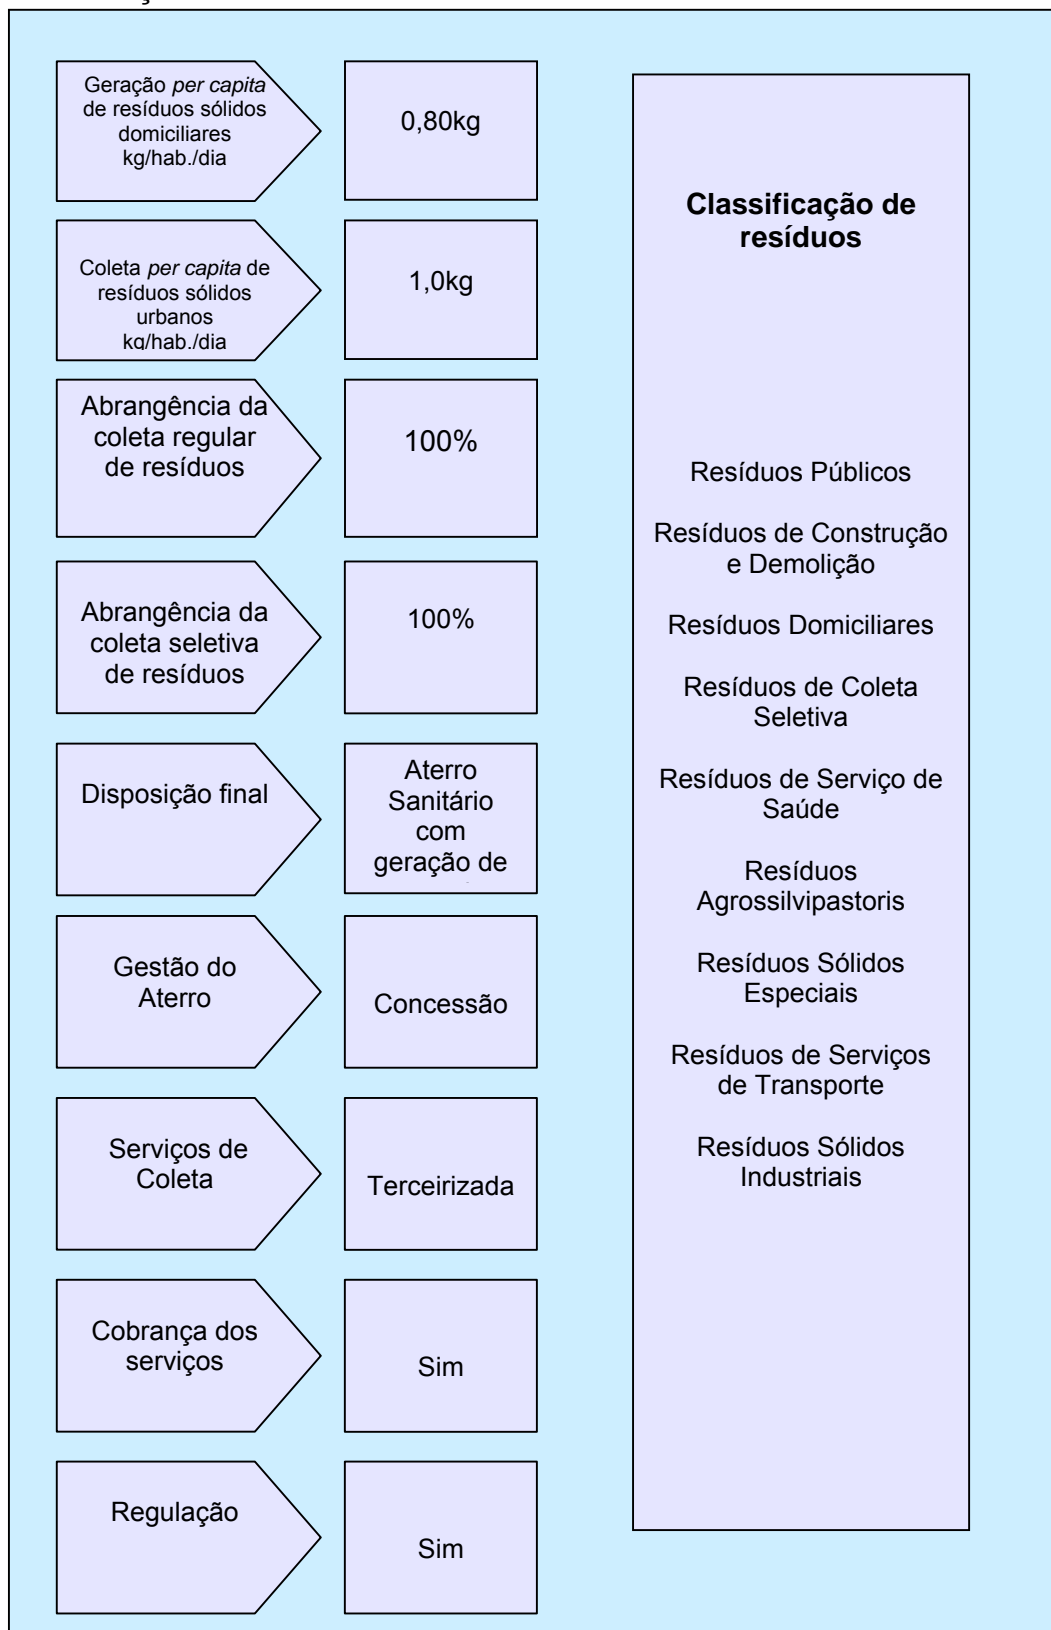 Geração per capita
de resíduos sólidos
domiciliares
kg/hab./dia
0,80kg
Coleta per capita de
resíduos sólidos
urbanos
kg/hab./dia
1,0kg
Abrangência da
coleta regular
de resíduos
100%
Abrangência da
coleta seletiva
de resíduos
100%
Disposição final
Aterro
Sanitário
com
geração de
Gestão do
Aterro
Concessão
Serviços de
Coleta
Terceirizada
Cobrança dos
serviços
Sim
Regulação
Sim
Classificação de
resíduos
Resíduos Públicos
Resíduos de Construção
e Demolição
Resíduos Domiciliares
Resíduos de Coleta
Seletiva
Resíduos de Serviço de
Saúde
Resíduos
Agrossilvipastoris
Resíduos Sólidos
Especiais
Resíduos de Serviços
de Transporte
Resíduos Sólidos
Industriais